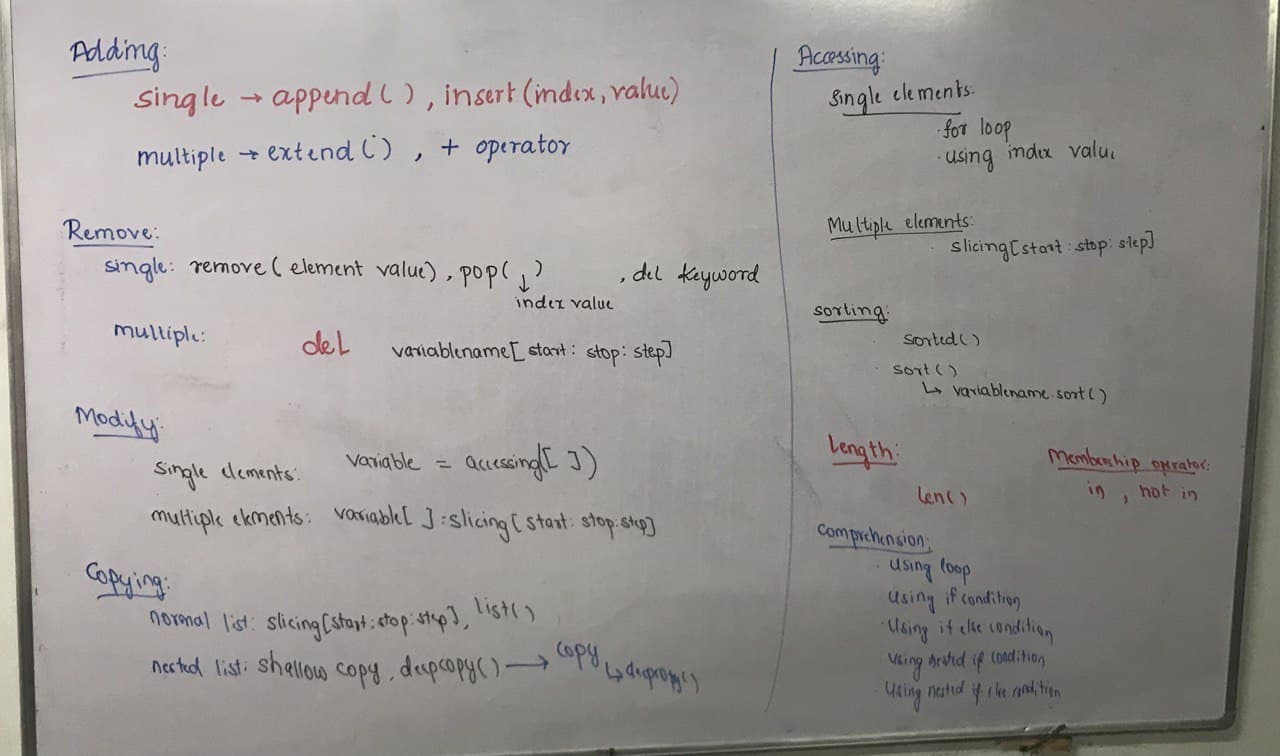 Adding:
single → append( ), insert(index, value)
multiple → extend( ), + operator
Remove:
single: remove( element value), pop(↓) , del keyword
index value
multiple: del variablename[start: stop: step]
Modify:
single elements: variable = accessing([ ])
multiple elements: variable[ ]:slicing[start: stop:step]
Copying:
normal list: slicing[start:stop:step], list()
nested list: shallow copy, deepcopy() → copy
↳ deepcopy()
Accessing:
single elements:
· for loop
· using index value
Multiple elements:
· slicing[start:stop:step]
sorting:
sorted()
· sort()
↳ variablename.sort()
Length:
len()
Membership operator:
in, not in
Comprehension:
· Using loop
Using if condition
· Using if else condition
Using nested if condition
· Using nested if else condition